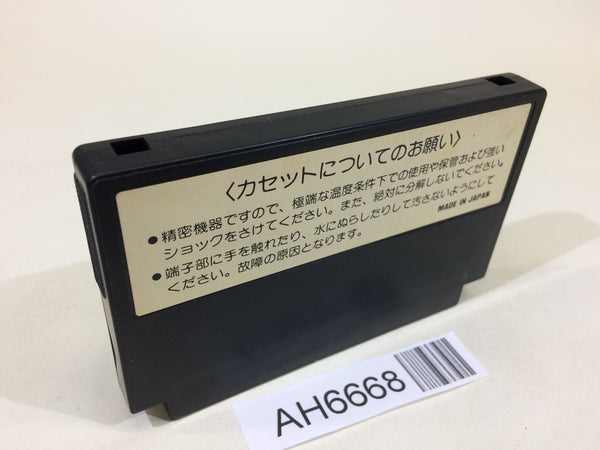 〈カセットについてのお願い〉
●精密機器ですので、極端な温度条件下での使用や保管および強い
ショックをさけてください。また、絶対に分解しないでください。
●端子部に手を触れたり、水にぬらしたりして汚さないようにして
ください。故障の原因となります。
MADE IN JAPAN
AH6668